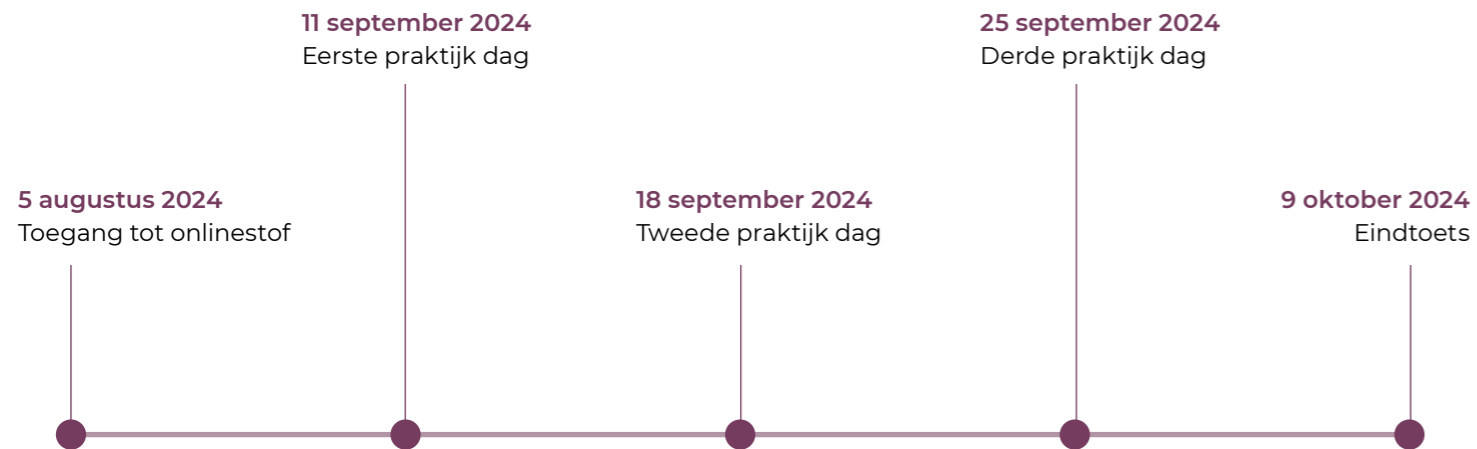 5 augustus 2024
Toegang tot onlinestof
11 september 2024
Eerste praktijk dag
18 september 2024
Tweede praktijk dag
25 september 2024
Derde praktijk dag
9 oktober 2024
Eindtoets